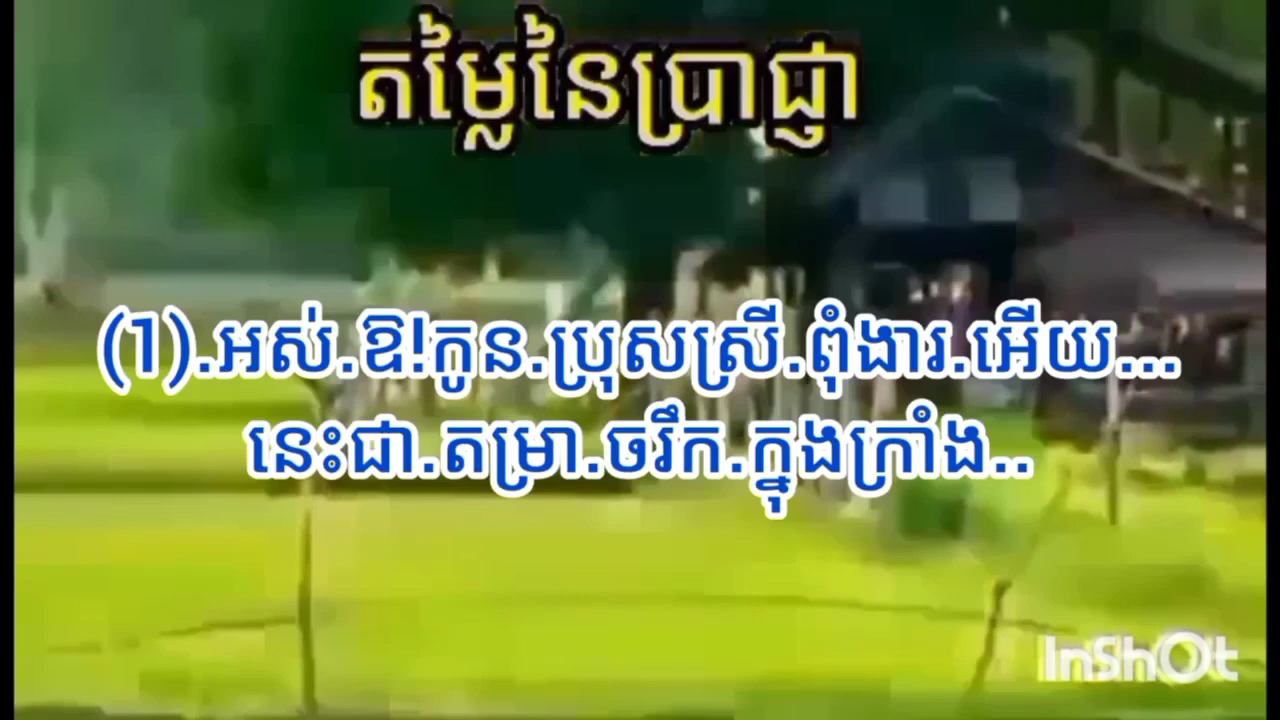 តម្លៃនៃប្រាជ្ញា
(1).អស់.ឱ!កូន.ប្រុសស្រី.ពុំងារ.អើយ...
នេះជា.តម្រា.ចរឹក.ក្នុងក្រាំង..
InShOt